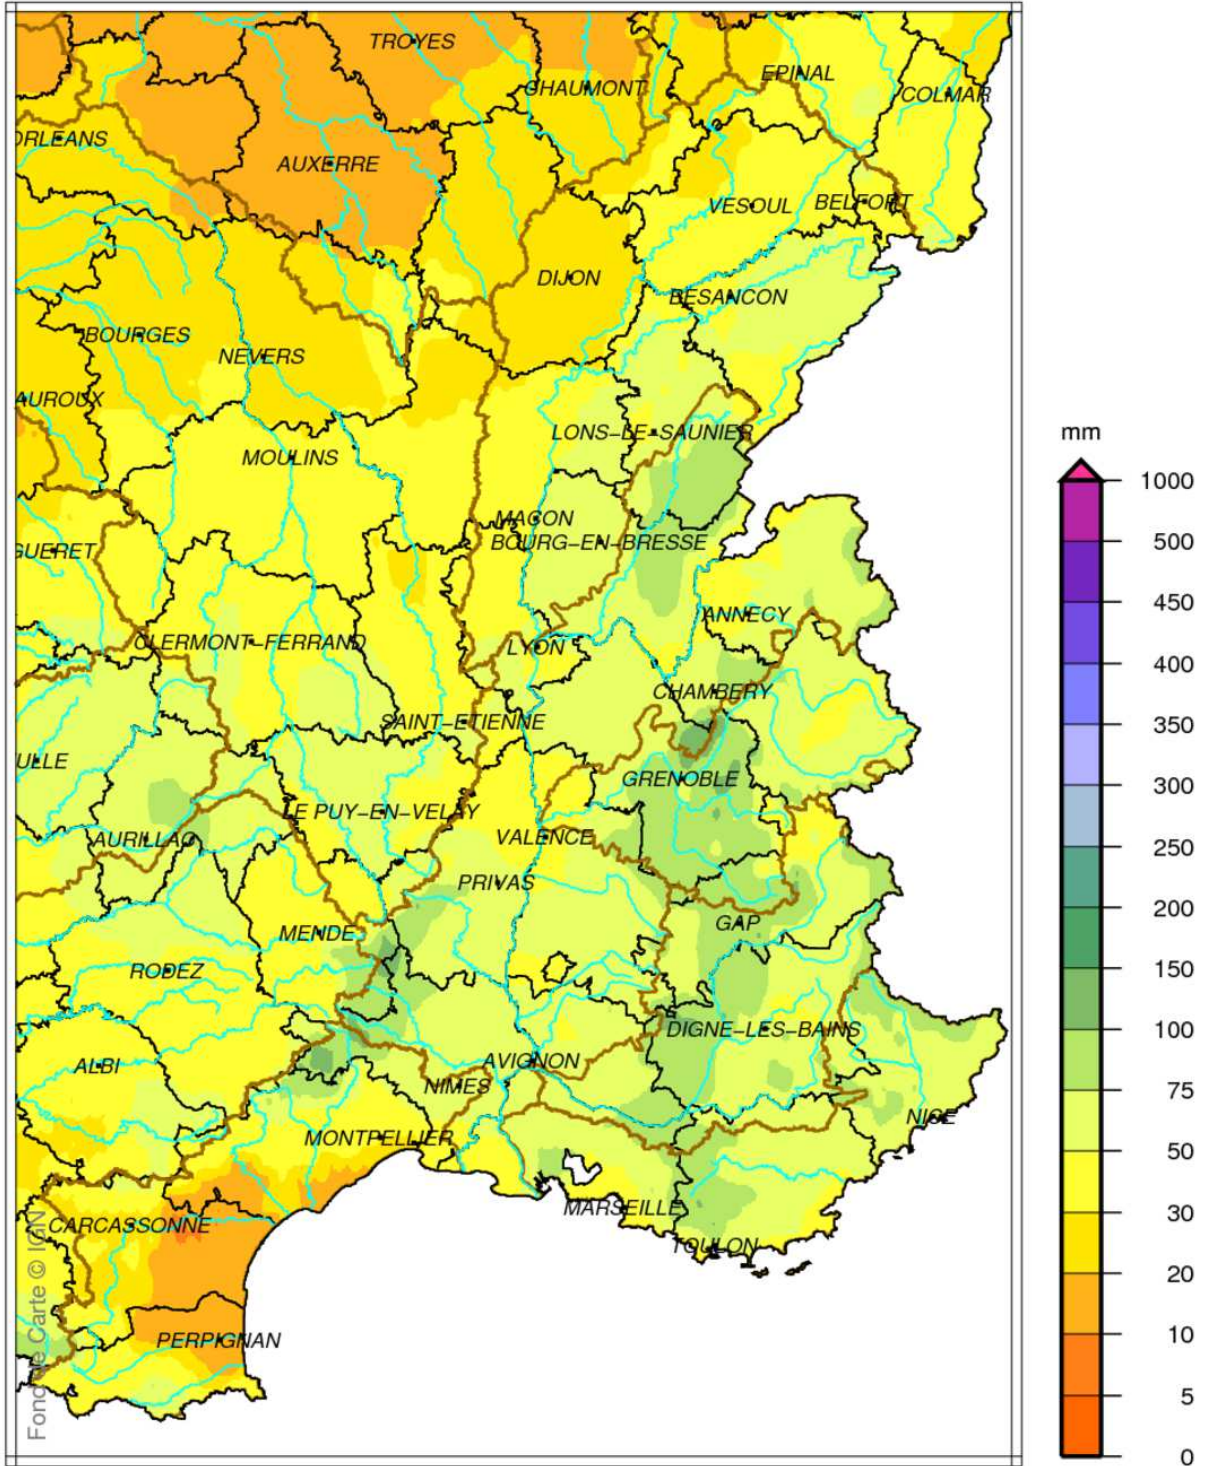 TROYES
CHAUMONT
EPINAL
COLMAR
ORLEANS
AUXERRE
VESOUL
BELFORT
DIJON
BESANCON
BOURGES
NEVERS
AUROUX
LONS-LE-SAUNIER
MOULINS
MACON
BOURG-EN-BRESSE
GUERET
ANNECY
CLERMONT-FERRAND
LYON
CHAMBERY
SAINT-ETIENNE
ULLE
GRENOBLE
LE PUY-EN-VELAY
AURILLAC
VALENCE
PRIVAS
GAP
MENDE
RODEZ
DIGNE-LES-BAINS
ALBI
AVIGNON
NIMES
NICE
MONTPELLIER
MARSEILLE
CARCASSONNE
TOULON
PERPIGNAN
Fond de Carte © IGN
mm
1000
500
450
400
350
300
250
200
150
100
75
50
30
20
10
5
0